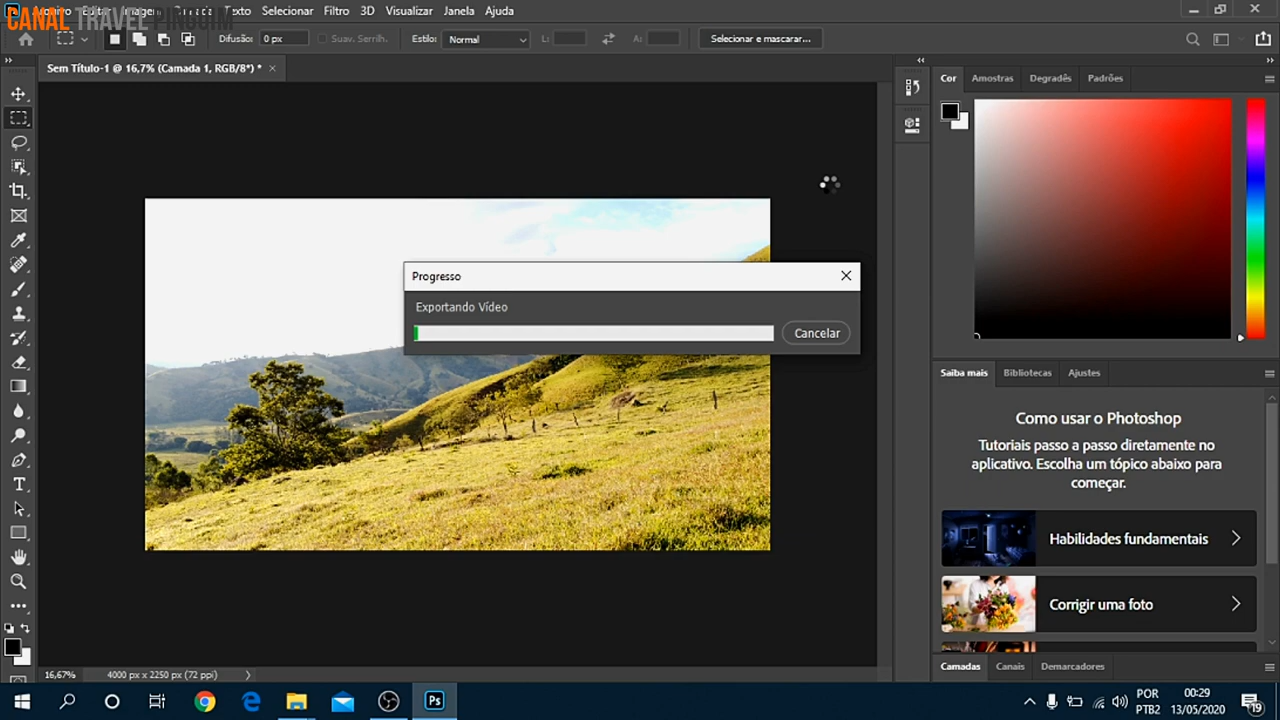 CANAL TRAVEL PINGUIM
Ps
Arquivo Editar Imagem Camada Texto Selecionar Filtro 3D Visualizar Janela Ajuda
Difusão: 0 px Suav. Serrilh. Estilo: Normal L: A: Selecionar e mascarar...
Sem Título-1 @ 16,7% (Camada 1, RGB/8*) *
Cor Amostras Degradês Padrões
Progresso
Exportando Vídeo
Cancelar
Saiba mais Bibliotecas Ajustes
Como usar o Photoshop
Tutoriais passo a passo diretamente no
aplicativo. Escolha um tópico abaixo para
começar.
Habilidades fundamentais
Corrigir uma foto
Camadas Canais Demarcadores
16,67% 4000 px x 2250 px (72 ppi)
Ps
POR
PTB2
00:29
13/05/2020
19